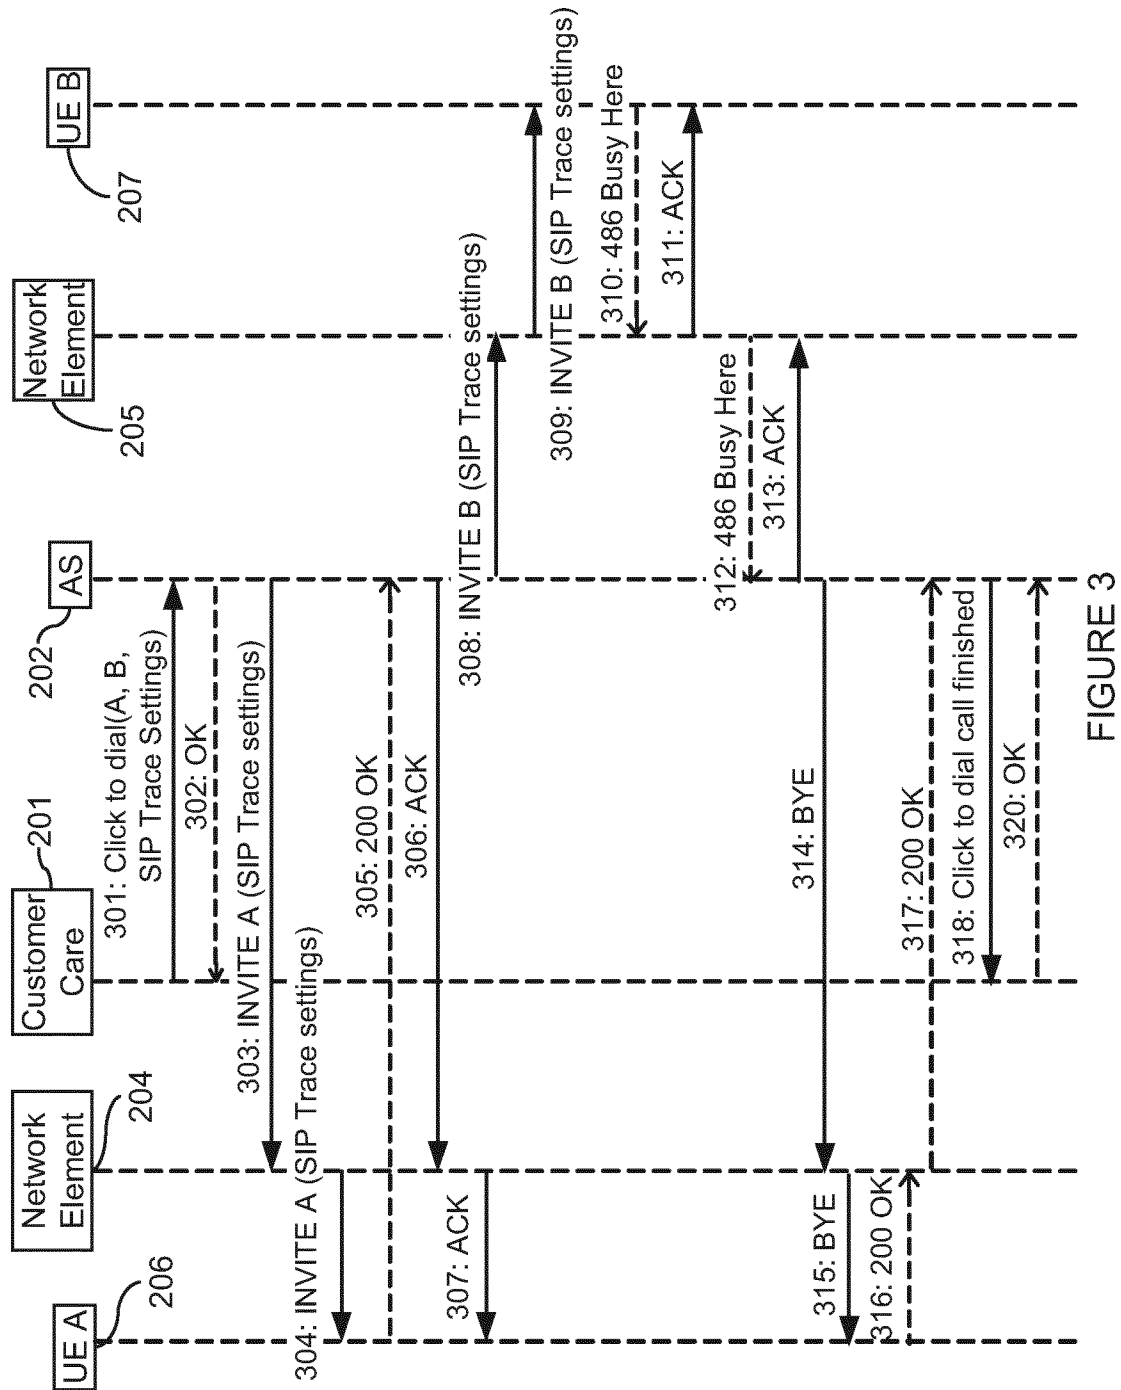 UE A
206
Network
Element
204
Customer
Care
201
AS
202
Network
Element
205
UE B
207
301: Click to dial(A, B,
SIP Trace Settings)
302: OK
303: INVITE A (SIP Trace settings)
304: INVITE A (SIP Trace settings)
305: 200 OK
306: ACK
307: ACK
308: INVITE B (SIP Trace settings)
309: INVITE B (SIP Trace settings)
310: 486 Busy Here
311: ACK
312: 486 Busy Here
313: ACK
314: BYE
315: BYE
316: 200 OK
317: 200 OK
318: Click to dial call finished
320: OK
FIGURE 3